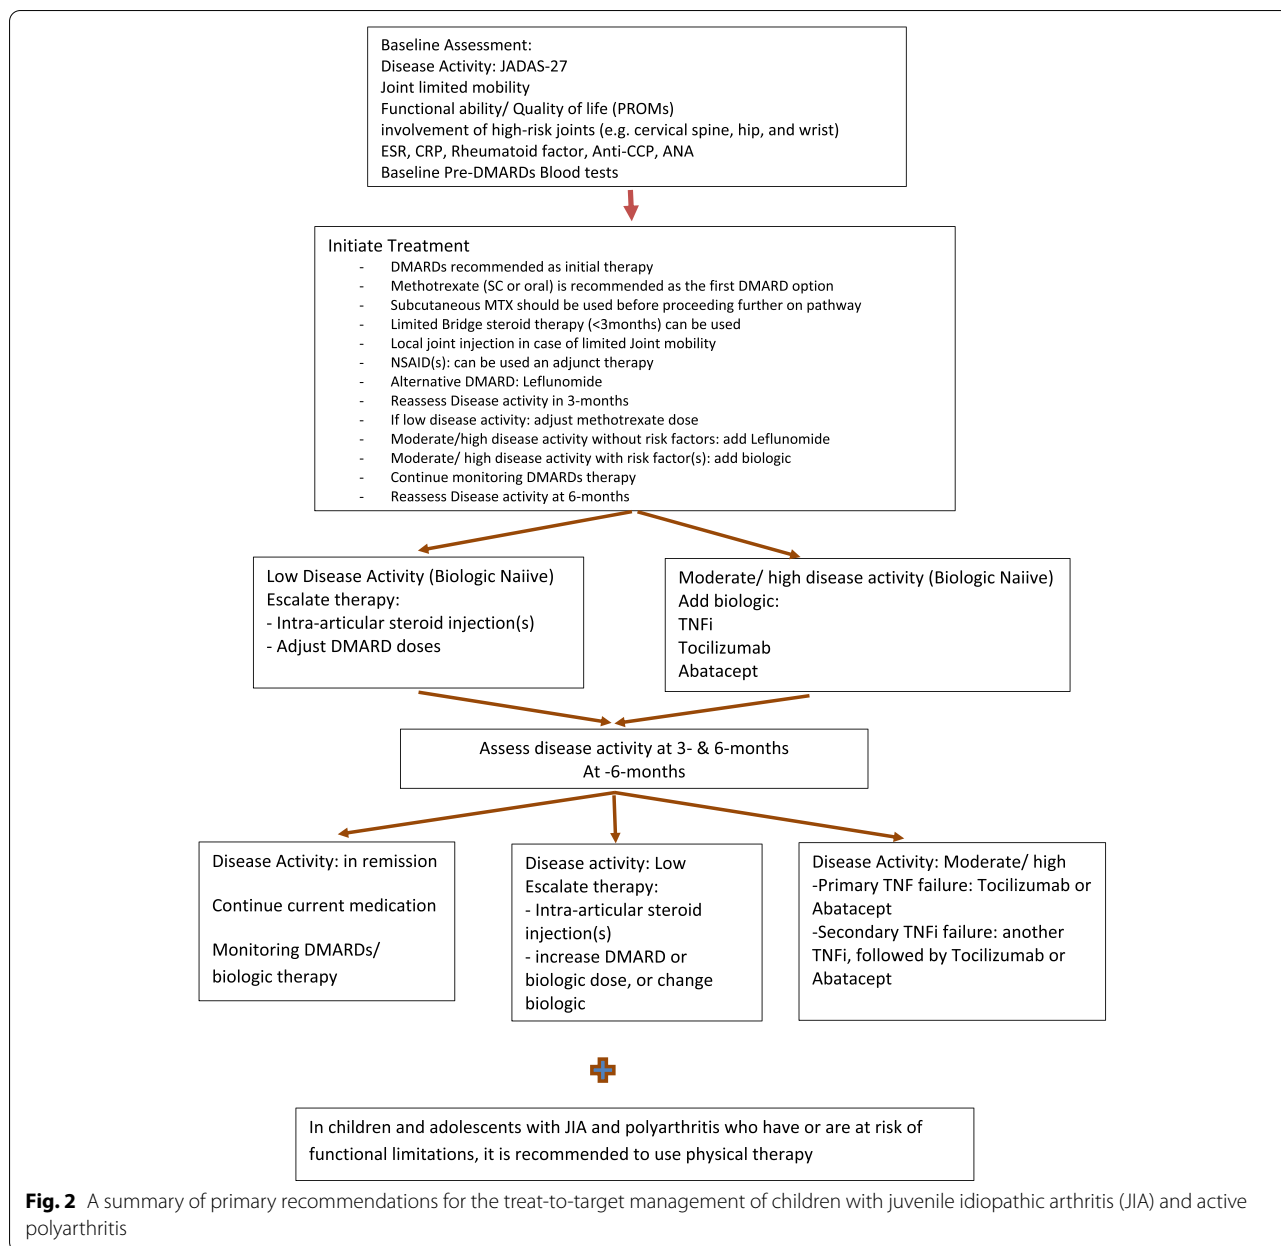 Baseline Assessment:
Disease Activity: JADAS-27
Joint limited mobility
Functional ability/ Quality of life (PROMs)
involvement of high-risk joints (e.g. cervical spine, hip, and wrist)
ESR, CRP, Rheumatoid factor, Anti-CCP, ANA
Baseline Pre-DMARDs Blood tests
Initiate Treatment
- DMARDs recommended as initial therapy
- Methotrexate (SC or oral) is recommended as the first DMARD option
- Subcutaneous MTX should be used before proceeding further on pathway
- Limited Bridge steroid therapy (<3months) can be used
- Local joint injection in case of limited Joint mobility
- NSAID(s): can be used an adjunct therapy
- Alternative DMARD: Leflunomide
- Reassess Disease activity in 3-months
- If low disease activity: adjust methotrexate dose
- Moderate/high disease activity without risk factors: add Leflunomide
- Moderate/ high disease activity with risk factor(s): add biologic
- Continue monitoring DMARDs therapy
- Reassess Disease activity at 6-months
Low Disease Activity (Biologic Naiive)
Escalate therapy:
- Intra-articular steroid injection(s)
- Adjust DMARD doses
Moderate/ high disease activity (Biologic Naiive)
Add biologic:
TNFi
Tocilizumab
Abatacept
Assess disease activity at 3- & 6-months
At -6-months
Disease Activity: in remission
Continue current medication
Monitoring DMARDs/
biologic therapy
Disease activity: Low
Escalate therapy:
- Intra-articular steroid
injection(s)
- increase DMARD or
biologic dose, or change
biologic
Disease Activity: Moderate/ high
-Primary TNF failure: Tocilizumab or
Abatacept
-Secondary TNFi failure: another
TNFi, followed by Tocilizumab or
Abatacept
In children and adolescents with JIA and polyarthritis who have or are at risk of
functional limitations, it is recommended to use physical therapy
Fig. 2 A summary of primary recommendations for the treat-to-target management of children with juvenile idiopathic arthritis (JIA) and active
polyarthritis